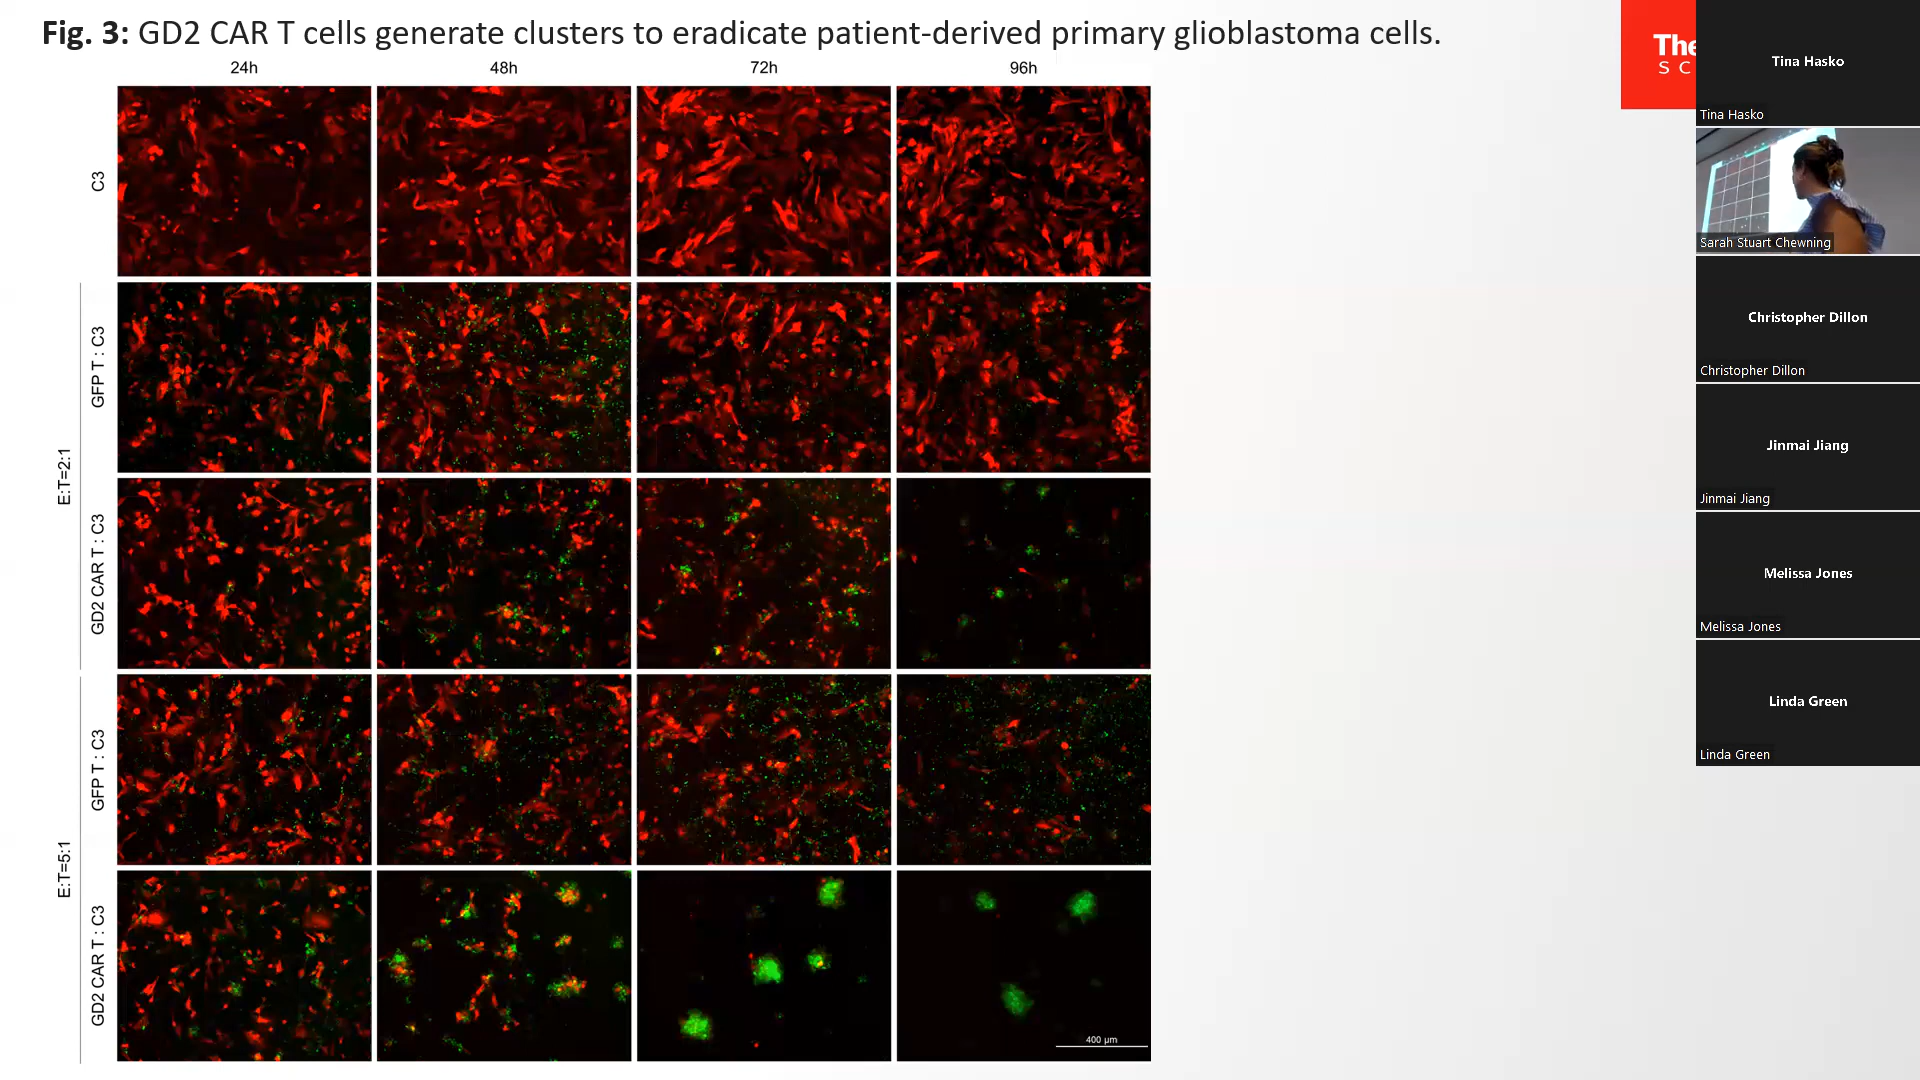 Fig. 3: GD2 CAR T cells generate clusters to eradicate patient-derived primary glioblastoma cells.
24h
48h
72h
96h
C3
E:T=2:1
GFP T : C3
GD2 CAR T : C3
E:T=5:1
GFP T : C3
GD2 CAR T : C3
400 µm
The
S C
Tina Hasko
Tina Hasko
Sarah Stuart Chewning
Christopher Dillon
Christopher Dillon
Jinmai Jiang
Jinmai Jiang
Melissa Jones
Melissa Jones
Linda Green
Linda Green